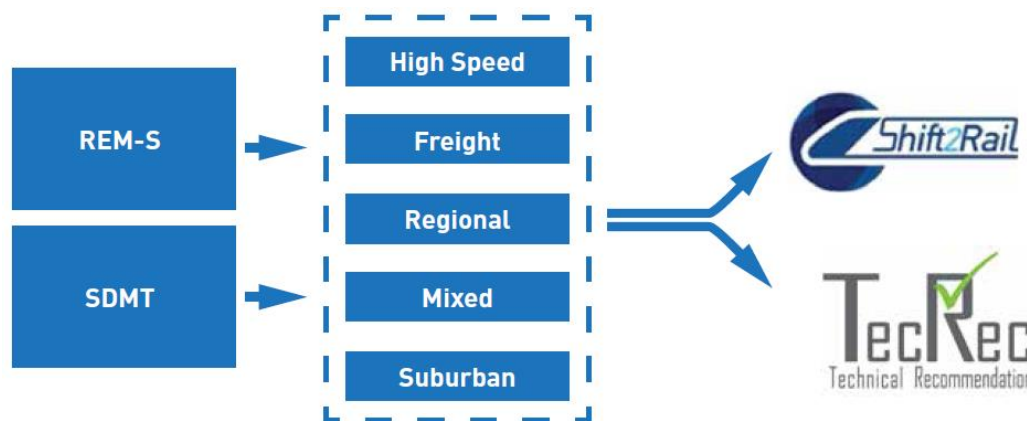 REM-S
SDMT
High Speed
Freight
Regional
Mixed
Suburban
Shift2Rail
TecRec
Technical Recommendation